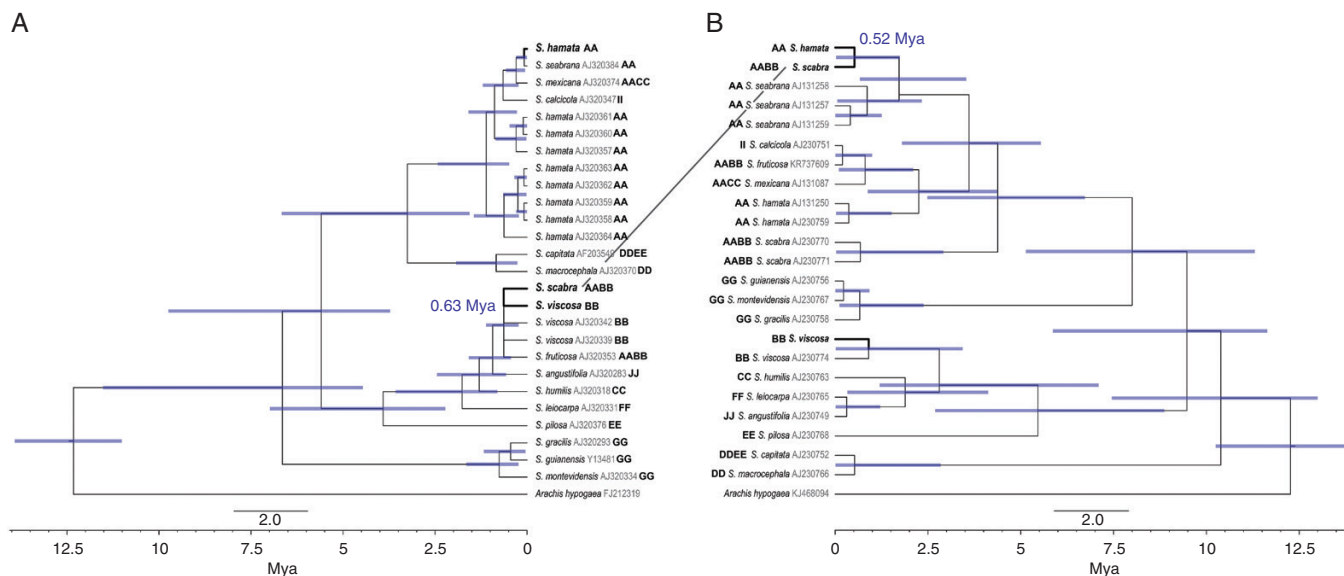 A
S. hamata AA
S. seabrana AJ320384 AA
S. mexicana AJ320374 AACC
S. calcicola AJ320347 II
S. hamata AJ320361 AA
S. hamata AJ320360 AA
S. hamata AJ320357 AA
S. hamata AJ320363 AA
S. hamata AJ320362 AA
S. hamata AJ320359 AA
S. hamata AJ320358 AA
S. hamata AJ320364 AA
S. capitata AF203549 DDEE
S. macrocephala AJ320370 DD
S. scabra AABB
0.63 Mya
S. viscosa BB
S. viscosa AJ320342 BB
S. viscosa AJ320339 BB
S. fruticosa AJ320353 AABB
S. angustifolia AJ320283 JJ
S. humilis AJ320318 CC
S. leiocarpa AJ320331 FF
S. pilosa AJ320376 EE
S. gracilis AJ320293 GG
S. guianensis Y13481 GG
S. montevidensis AJ320334 GG
Arachis hypogaea FJ212319
2.0
12.5 10 7.5 5 2.5 0
Mya
B
0.52 Mya
AA S. hamata
AABB S. scabra
AA S. seabrana AJ131258
AA S. seabrana AJ131257
AA S. seabrana AJ131259
II S. calcicola AJ230751
AABB S. fruticosa KR737609
AACC S. mexicana AJ131087
AA S. hamata AJ131250
AA S. hamata AJ230759
AABB S. scabra AJ230770
AABB S. scabra AJ230771
GG S. guianensis AJ230756
GG S. montevidensis AJ230767
GG S. gracilis AJ230758
BB S. viscosa
BB S. viscosa AJ230774
CC S. humilis AJ230763
FF S. leiocarpa AJ230765
JJ S. angustifolia AJ230749
EE S. pilosa AJ230768
DDEE S. capitata AJ230752
DD S. macrocephala AJ230766
Arachis hypogaea KJ468094
2.0
0 2.5 5 7.5 10 12.5
Mya